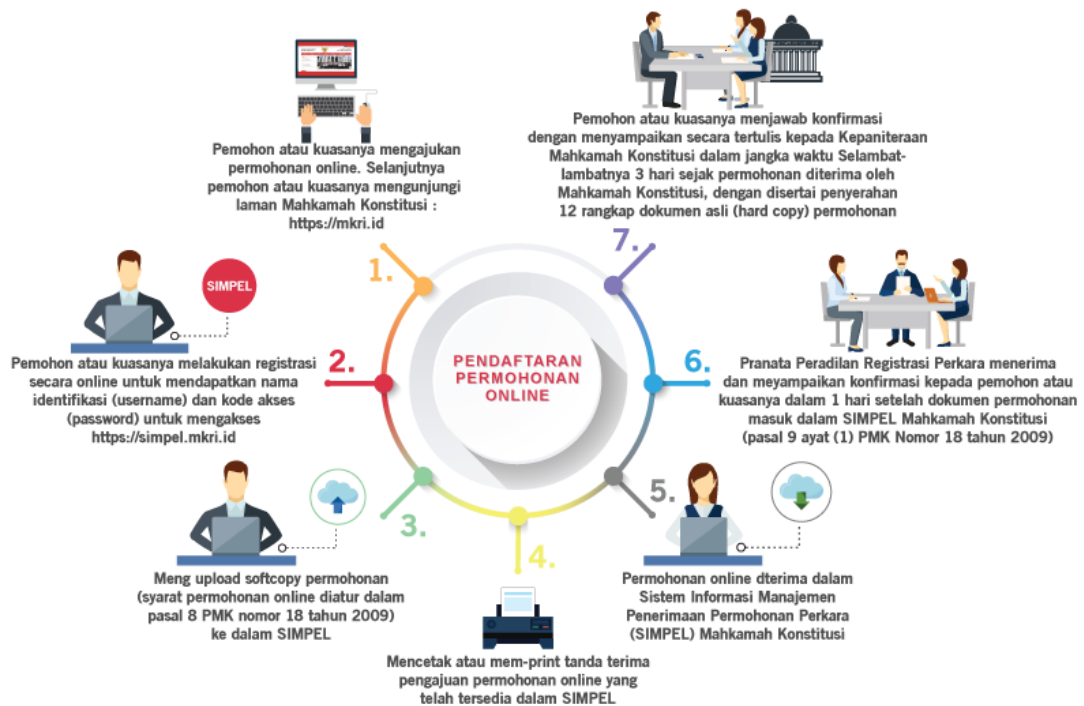 PENDAFTARAN
PERMOHONAN
ONLINE
1.
Pemohon atau kuasanya mengajukan
permohonan online. Selanjutnya
pemohon atau kuasanya mengunjungi
laman Mahkamah Konstitusi :
https://mkri.id
2.
SIMPEL
Pemohon atau kuasanya melakukan registrasi
secara online untuk mendapatkan nama
identifikasi (username) dan kode akses
(password) untuk mengakses
https://simpel.mkri.id
3.
Meng upload softcopy permohonan
(syarat permohonan online diatur dalam
pasal 8 PMK nomor 18 tahun 2009)
ke dalam SIMPEL
4.
Mencetak atau mem-print tanda terima
pengajuan permohonan online yang
telah tersedia dalam SIMPEL
5.
Permohonan online dterima dalam
Sistem Informasi Manajemen
Penerimaan Permohonan Perkara
(SIMPEL) Mahkamah Konstitusi
6.
Pranata Peradilan Registrasi Perkara menerima
dan meyampaikan konfirmasi kepada pemohon atau
kuasanya dalam 1 hari setelah dokumen permohonan
masuk dalam SIMPEL Mahkamah Konstitusi
(pasal 9 ayat (1) PMK Nomor 18 tahun 2009)
7.
Pemohon atau kuasanya menjawab konfirmasi
dengan menyampaikan secara tertulis kepada Kepaniteraan
Mahkamah Konstitusi dalam jangka waktu Selambat-
lambatnya 3 hari sejak permohonan diterima oleh
Mahkamah Konstitusi, dengan disertai penyerahan
12 rangkap dokumen asli (hard copy) permohonan